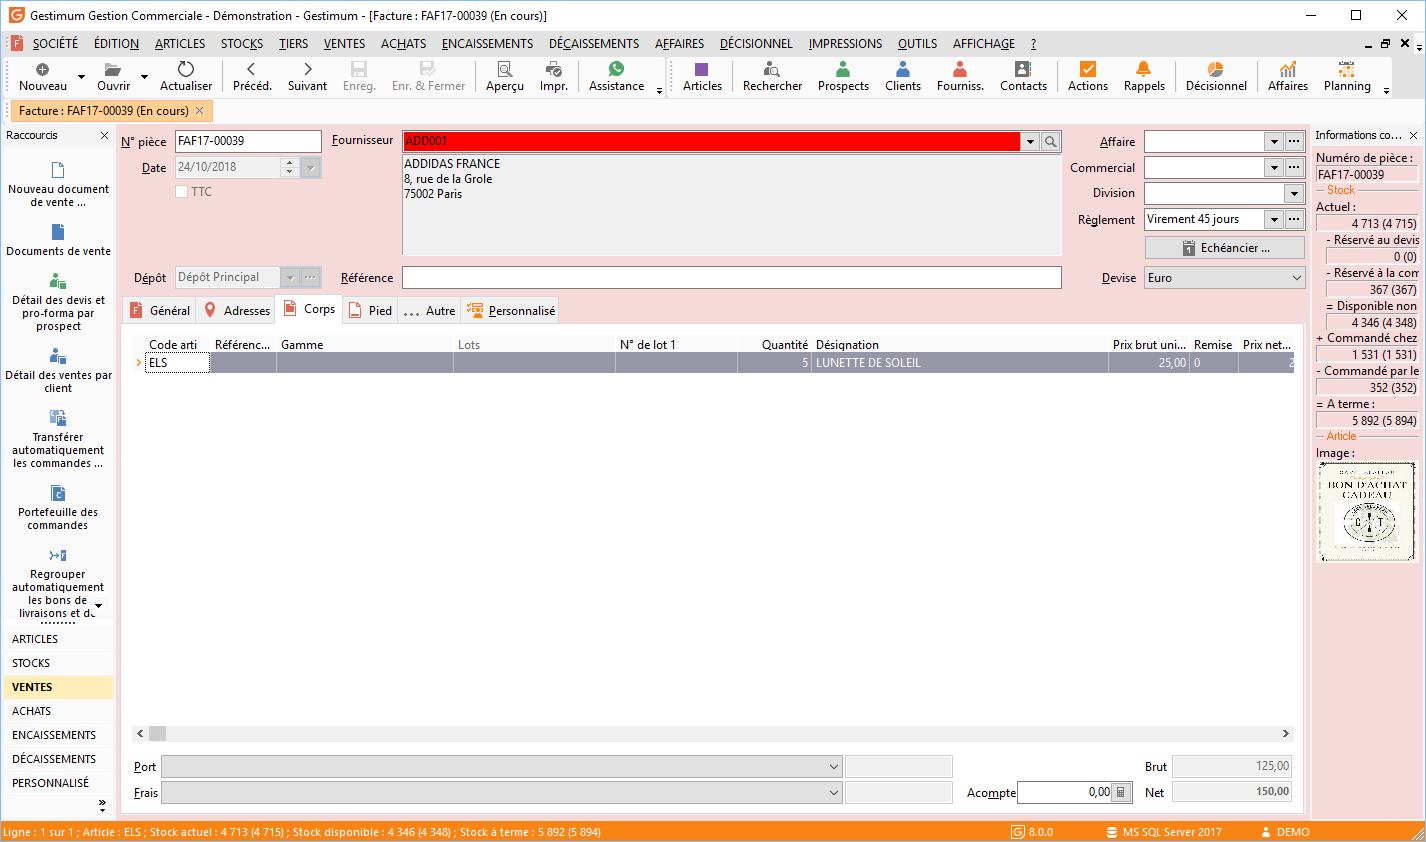 Gestimum Gestion Commerciale - Démonstration - Gestimum - [Facture : FAF17-00039 (En cours)]
SOCIÉTÉ ÉDITION ARTICLES STOCKS TIERS VENTES ACHATS ENCAISSEMENTS DÉCAISSEMENTS AFFAIRES DÉCISIONNEL IMPRESSIONS OUTILS AFFICHAGE ?
Nouveau Ouvrir Actualiser Précéd. Suivant Enreg. Enr. & Fermer Aperçu Impr. Assistance Articles Rechercher Prospects Clients Fourniss. Contacts Actions Rappels Décisionnel Affaires Planning
Facture : FAF17-00039 (En cours)
Raccourcis
Nouveau document
de vente ...
Documents de vente
Détail des devis et
pro-forma par
prospect
Détail des ventes par
client
Transférer
automatiquement
les commandes ...
Portefeuille des
commandes
Regrouper
automatiquement
les bons de
livraisons et d
ARTICLES
STOCKS
VENTES
ACHATS
ENCAISSEMENTS
DÉCAISSEMENTS
PERSONNALISÉ
N° pièce FAF17-00039
Date 24/10/2018
TTC
Fournisseur ADD001
ADDIDAS FRANCE
8, rue de la Grole
75002 Paris
Affaire
Commercial
Division
Règlement Virement 45 jours
Echéancier ...
Dépôt Dépôt Principal Référence Devise Euro
Général Adresses Corps Pied Autre Personnalisé
Code arti Référenc... Gamme Lots N° de lot 1 Quantité Désignation Prix brut uni... Remise Prix net...
ELS 5 LUNETTE DE SOLEIL 25,00 0 2
Port Brut 125,00
Frais Acompte 0,00 Net 150,00
Informations co...
Numéro de pièce :
FAF17-00039
Stock
Actuel :
4 713 (4 715)
- Réservé au devis
0 (0)
- Réservé à la com
367 (367)
= Disponible non
4 346 (4 348)
+ Commandé chez
1 531 (1 531)
- Commandé par le
352 (352)
= A terme :
5 892 (5 894)
Article
Image :
BON D'ACHAT
CADEAU
G T
Ligne : 1 sur 1 ; Article : ELS ; Stock actuel : 4 713 (4 715) ; Stock disponible : 4 346 (4 348) ; Stock à terme : 5 892 (5 894) 8.0.0 MS SQL Server 2017 DEMO